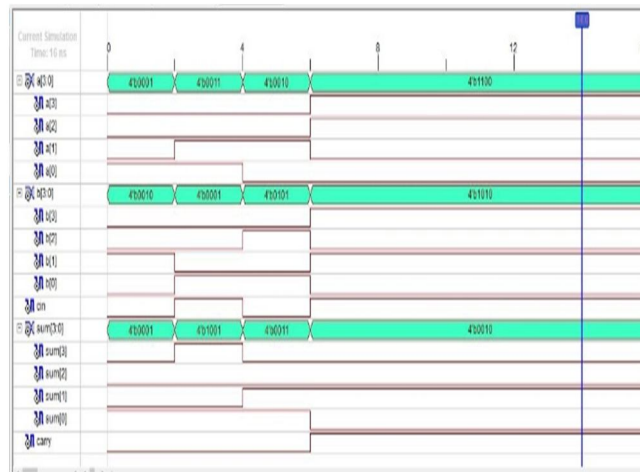 Current Simulation
Time: 16 ns
0 4 8 12
a[3:0] 4'b0001 4'b0011 4'b0010 4'b1100
a[3]
a[2]
a[1]
a[0]
b[3:0] 4'b0010 4'b0001 4'b0101 4'b1010
b[3]
b[2]
b[1]
b[0]
cin
sum[3:0] 4'b0001 4'b1001 4'b0011 4'b0010
sum[3]
sum[2]
sum[1]
sum[0]
carry